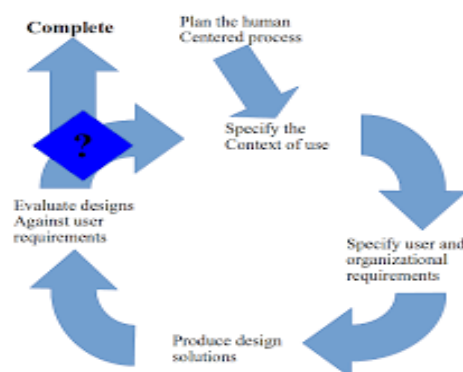 Complete
Plan the human
Centered process
Specify the
Context of use
?
Evaluate designs
Against user
requirements
Specify user and
organizational
requirements
Produce design
solutions